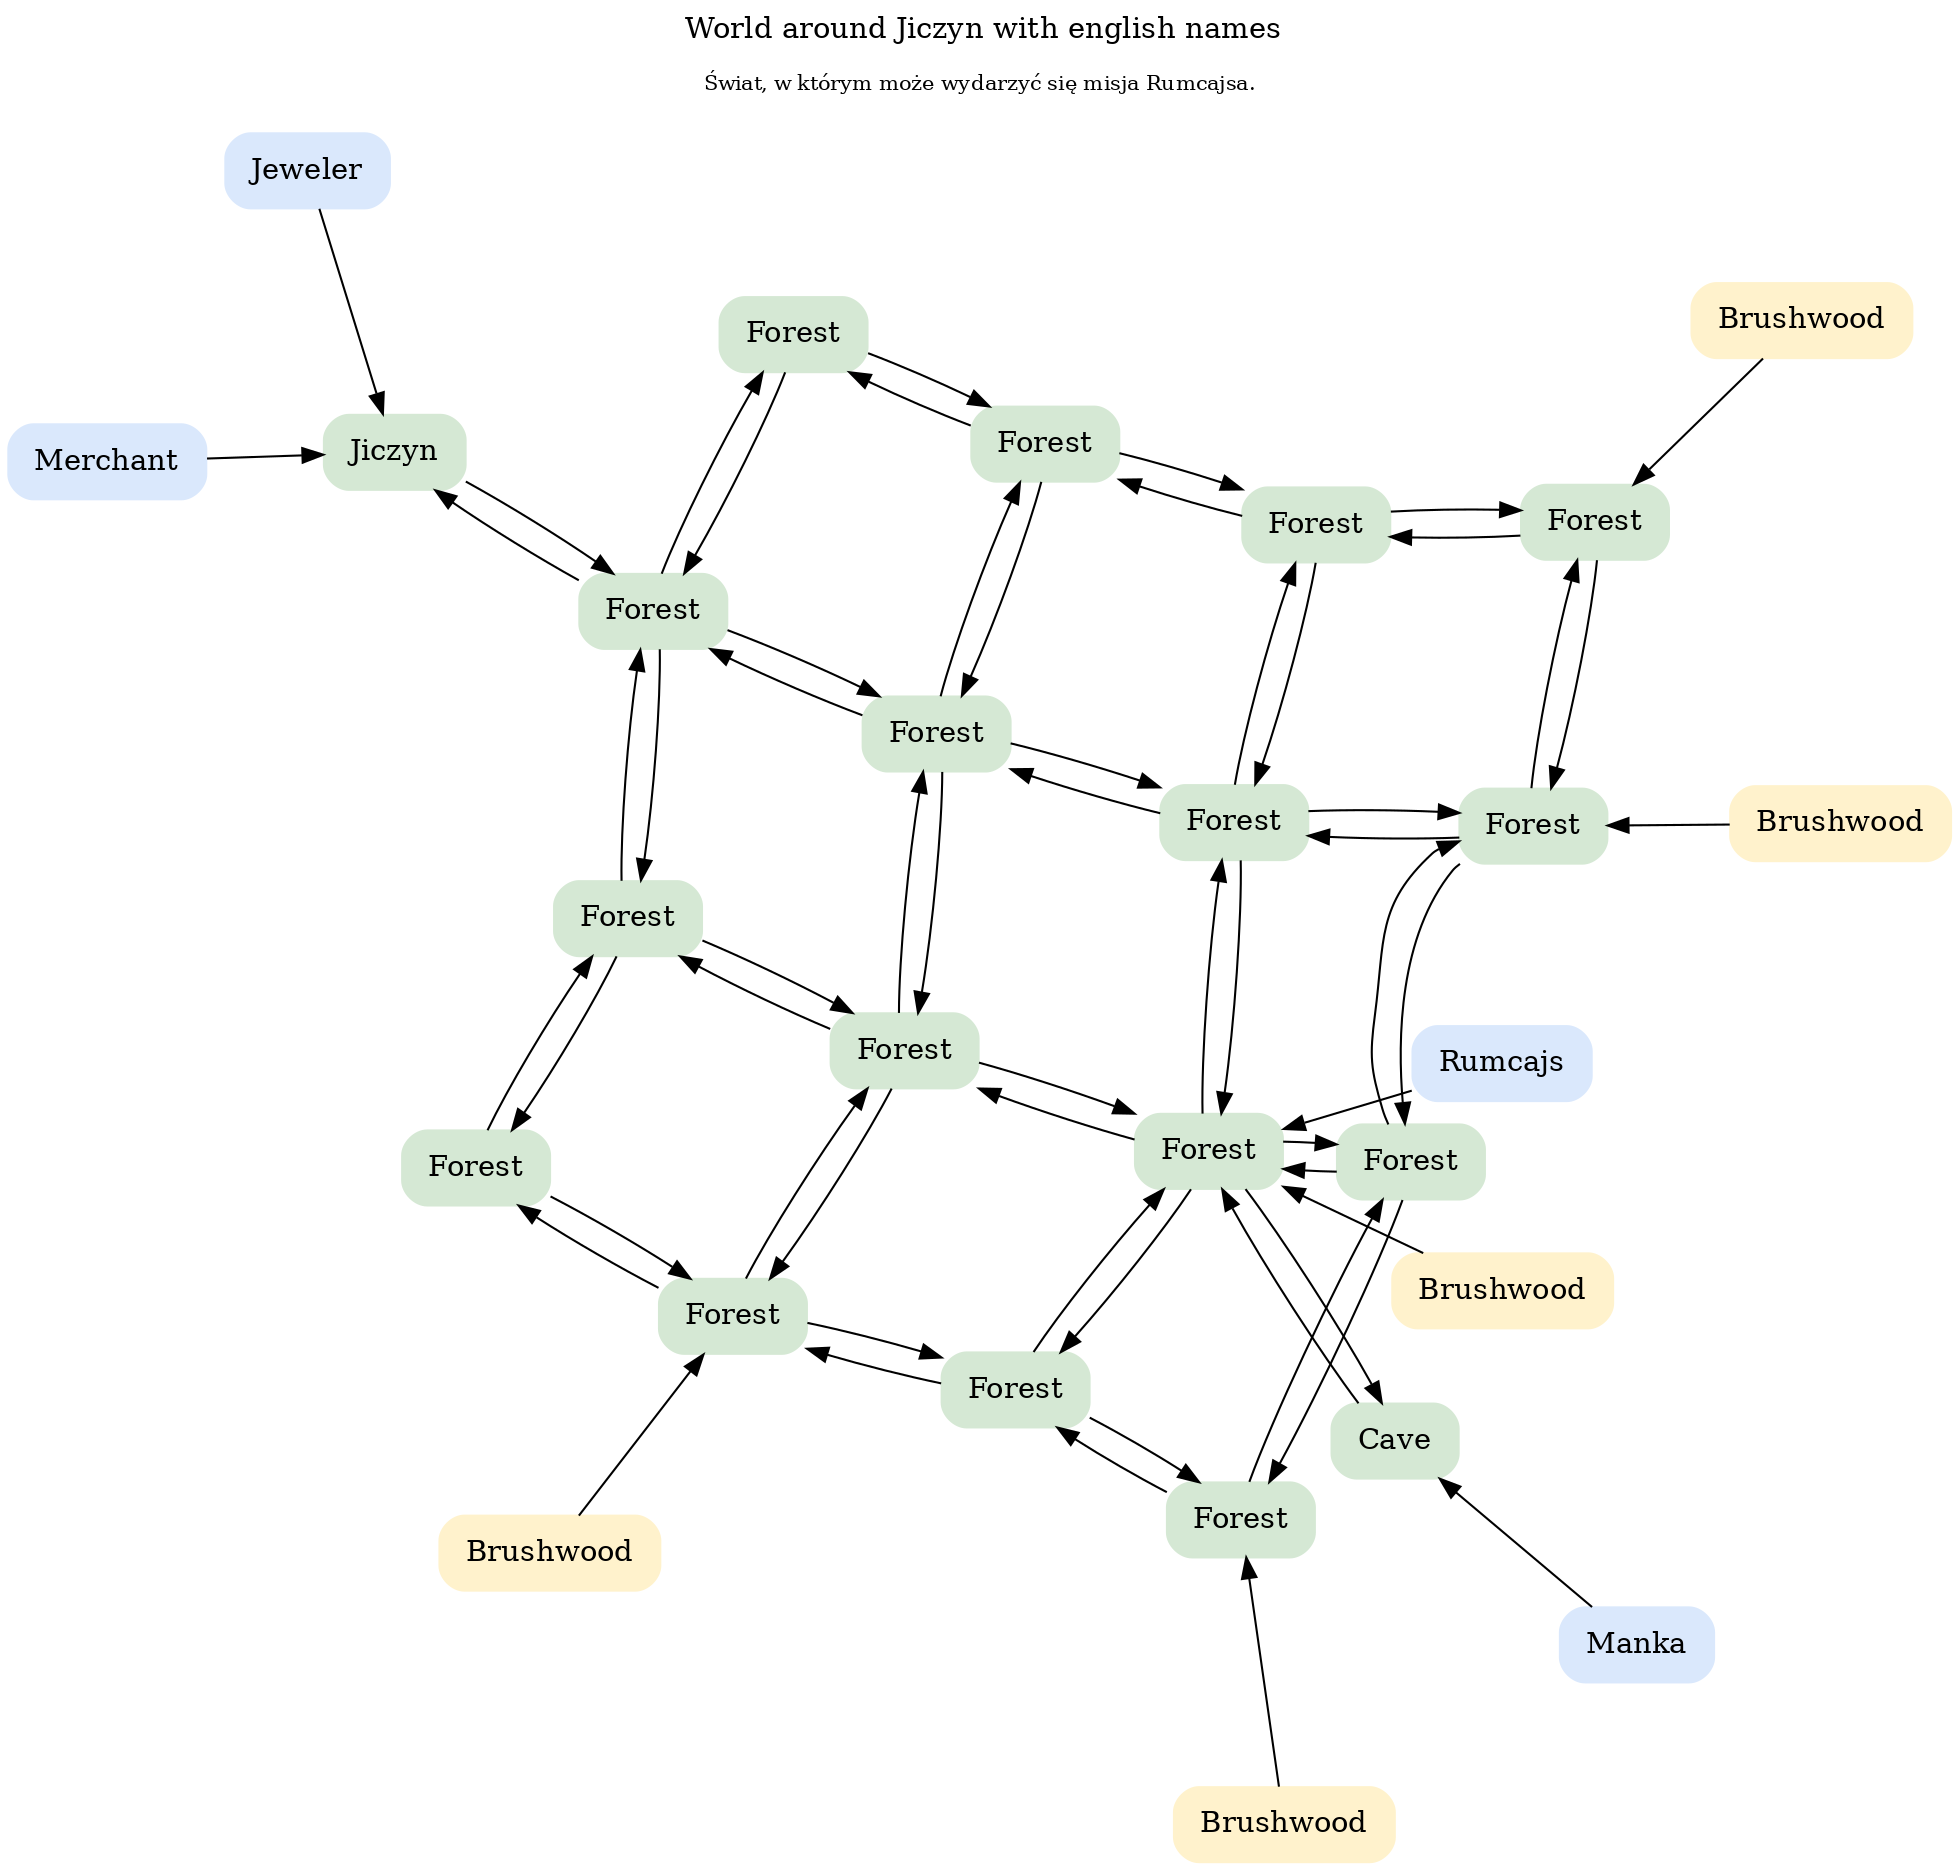 World around Jiczyn with english names
Świat, w którym może wydarzyć się misja Rumcajsa.
Jeweler
Forest
Brushwood
Merchant
Jiczyn
Forest
Forest
Forest
Forest
Forest
Forest
Forest
Brushwood
Forest
Forest
Rumcajs
Forest
Forest
Forest
Brushwood
Forest
Forest
Cave
Forest
Brushwood
Manka
Brushwood